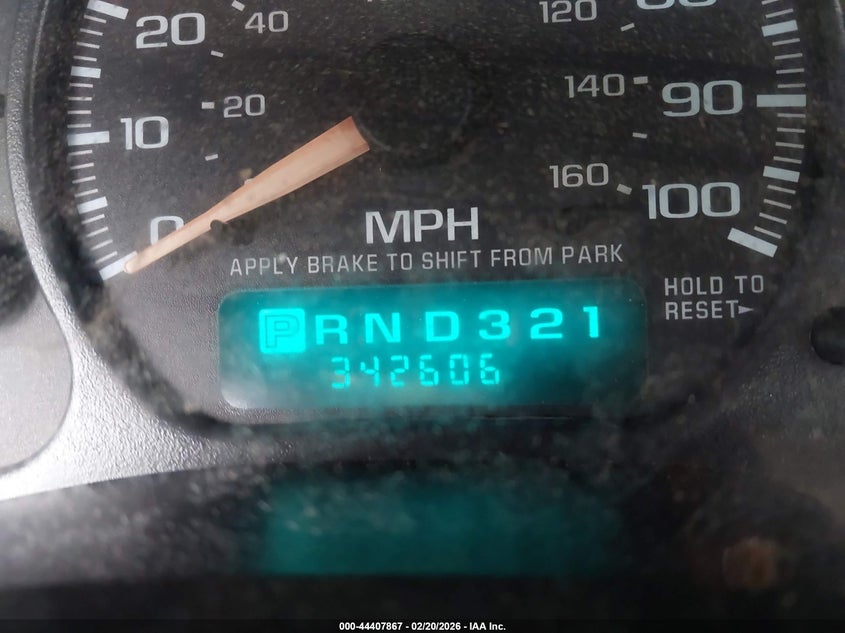 20 40 120
20 140 90
10
160 100
0 MPH
APPLY BRAKE TO SHIFT FROM PARK
HOLD TO
RESET►
P R N D 3 2 1
342606
000-44407867 - 02/20/2026 - IAA Inc.